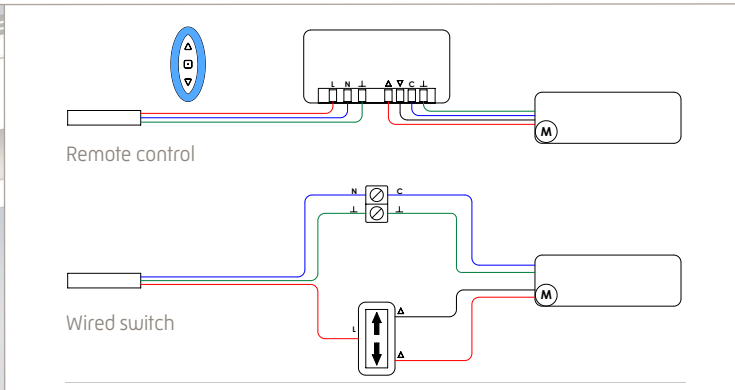 L N ⊥ △ ▽ C ⊥
M
Remote control
N C
⊥ ⊥
M
L △
△
Wired switch